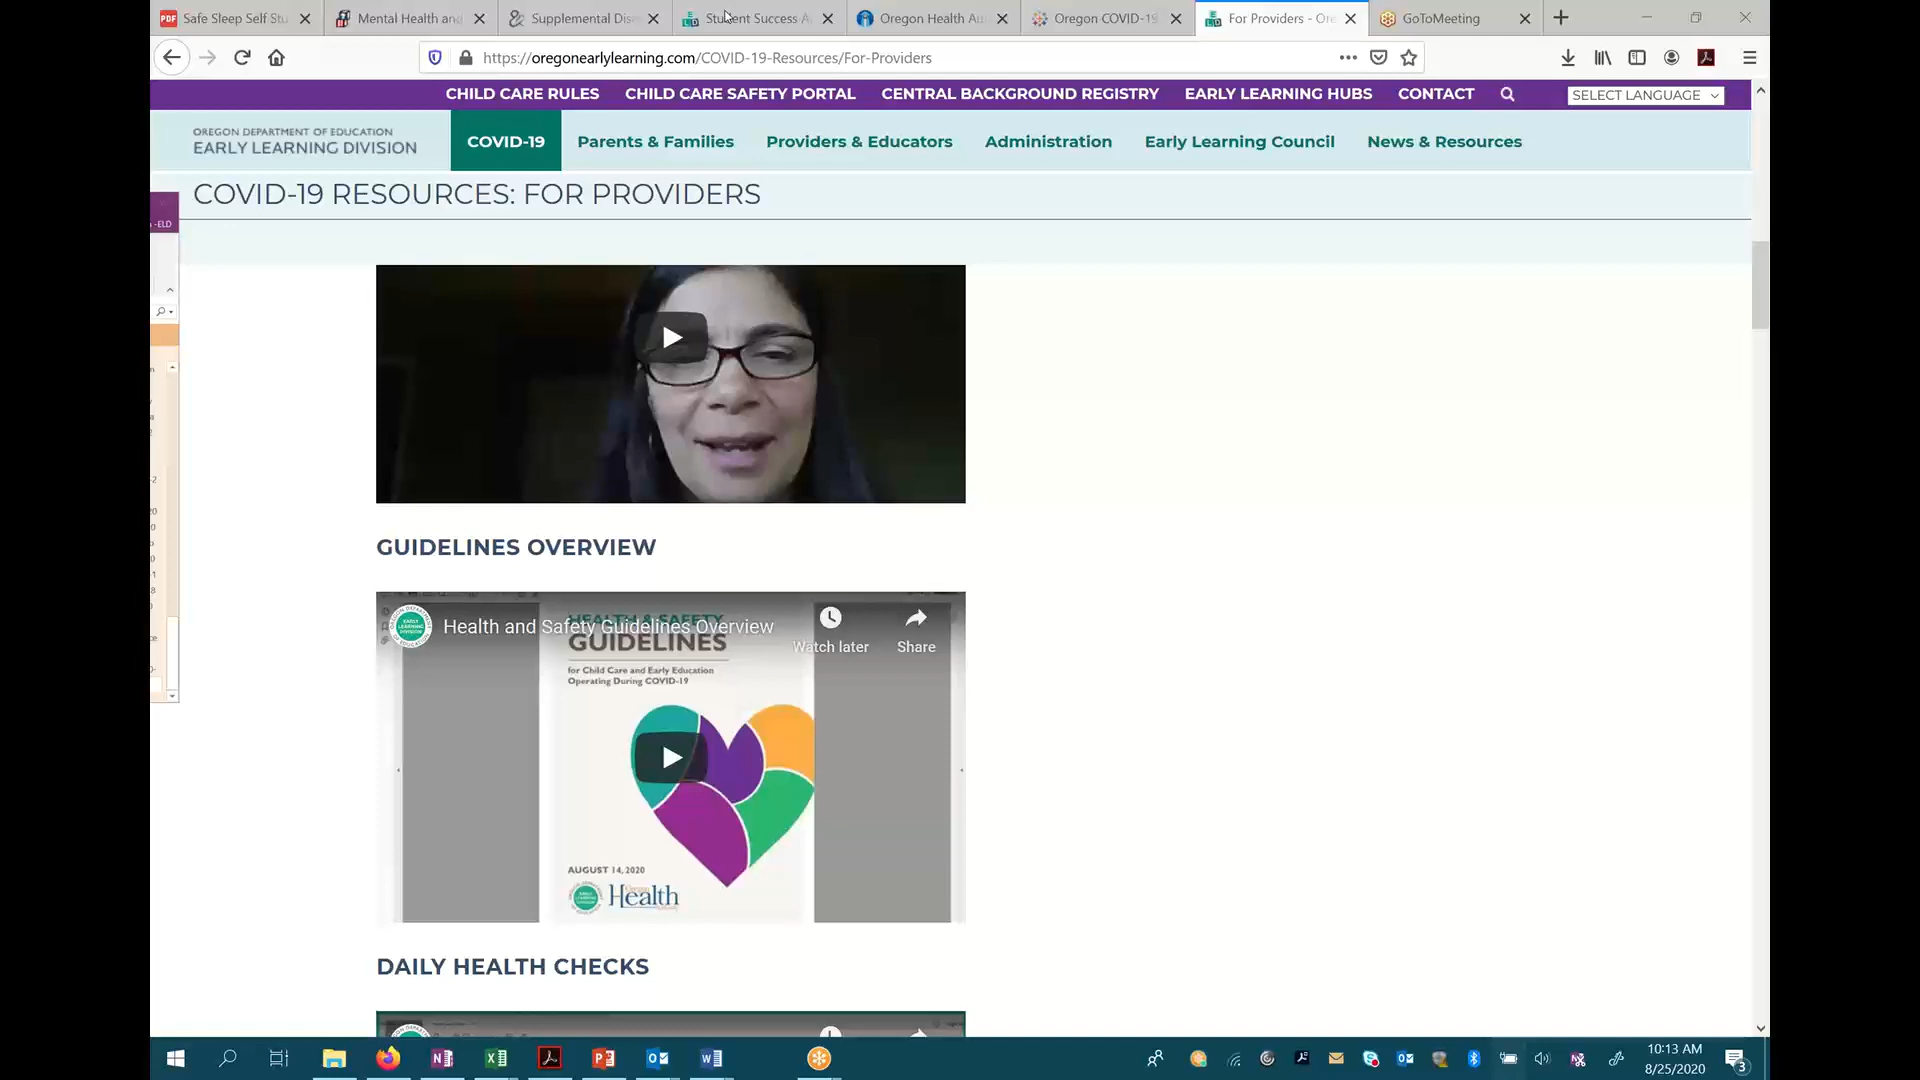 Safe Sleep Self Stu
Mental Health and
Supplemental Dis
Student Success A
Oregon Health Au
Oregon COVID-19
For Providers - Ore
GoToMeeting
https://oregonearlylearning.com/COVID-19-Resources/For-Providers
CHILD CARE RULES
CHILD CARE SAFETY PORTAL
CENTRAL BACKGROUND REGISTRY
EARLY LEARNING HUBS
CONTACT
SELECT LANGUAGE
OREGON DEPARTMENT OF EDUCATION
EARLY LEARNING DIVISION
COVID-19
Parents & Families
Providers & Educators
Administration
Early Learning Council
News & Resources
COVID-19 RESOURCES: FOR PROVIDERS
-ELD
GUIDELINES OVERVIEW
Health and Safety Guidelines Overview
Watch later
Share
HEALTH & SAFETY
GUIDELINES
for Child Care and Early Education
Operating During COVID-19
AUGUST 14, 2020
Health
DAILY HEALTH CHECKS
10:13 AM
8/25/2020
3